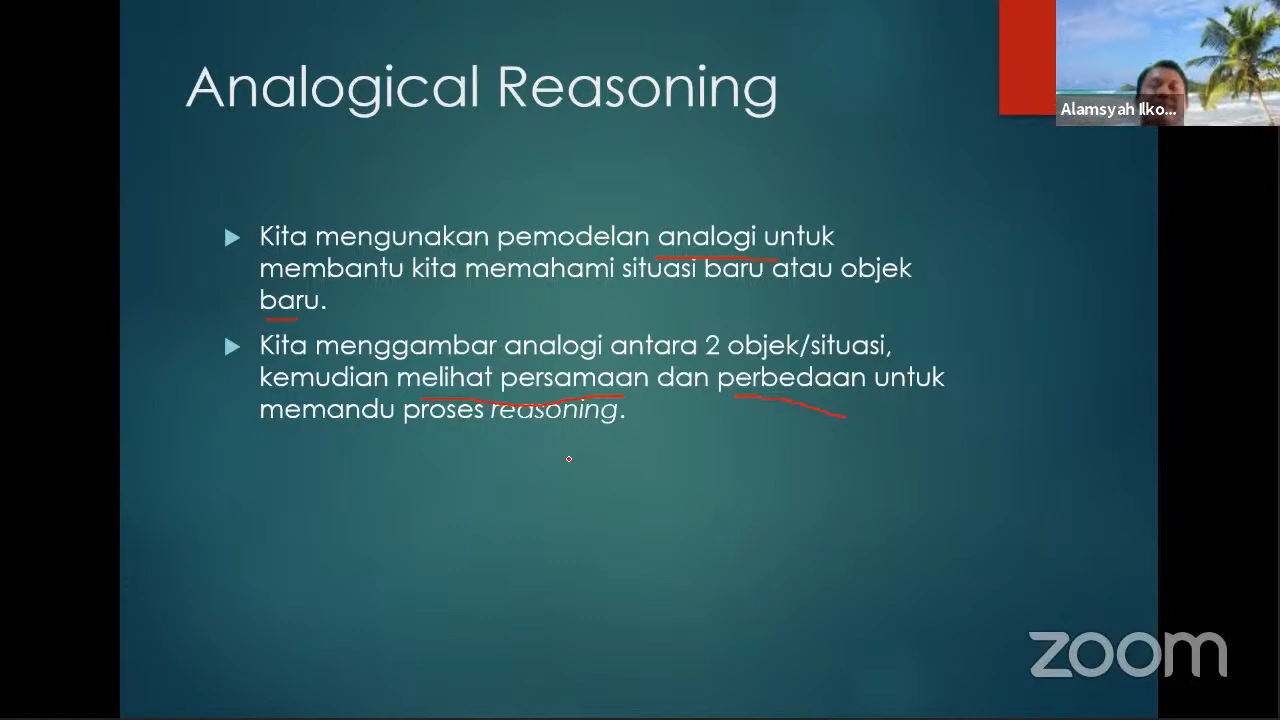 Analogical Reasoning
Alamsyah Ilko...
Kita mengunakan pemodelan analogi untuk
membantu kita memahami situasi baru atau objek
baru.
Kita menggambar analogi antara 2 objek/situasi,
kemudian melihat persamaan dan perbedaan untuk
memandu proses reasoning.
zoom